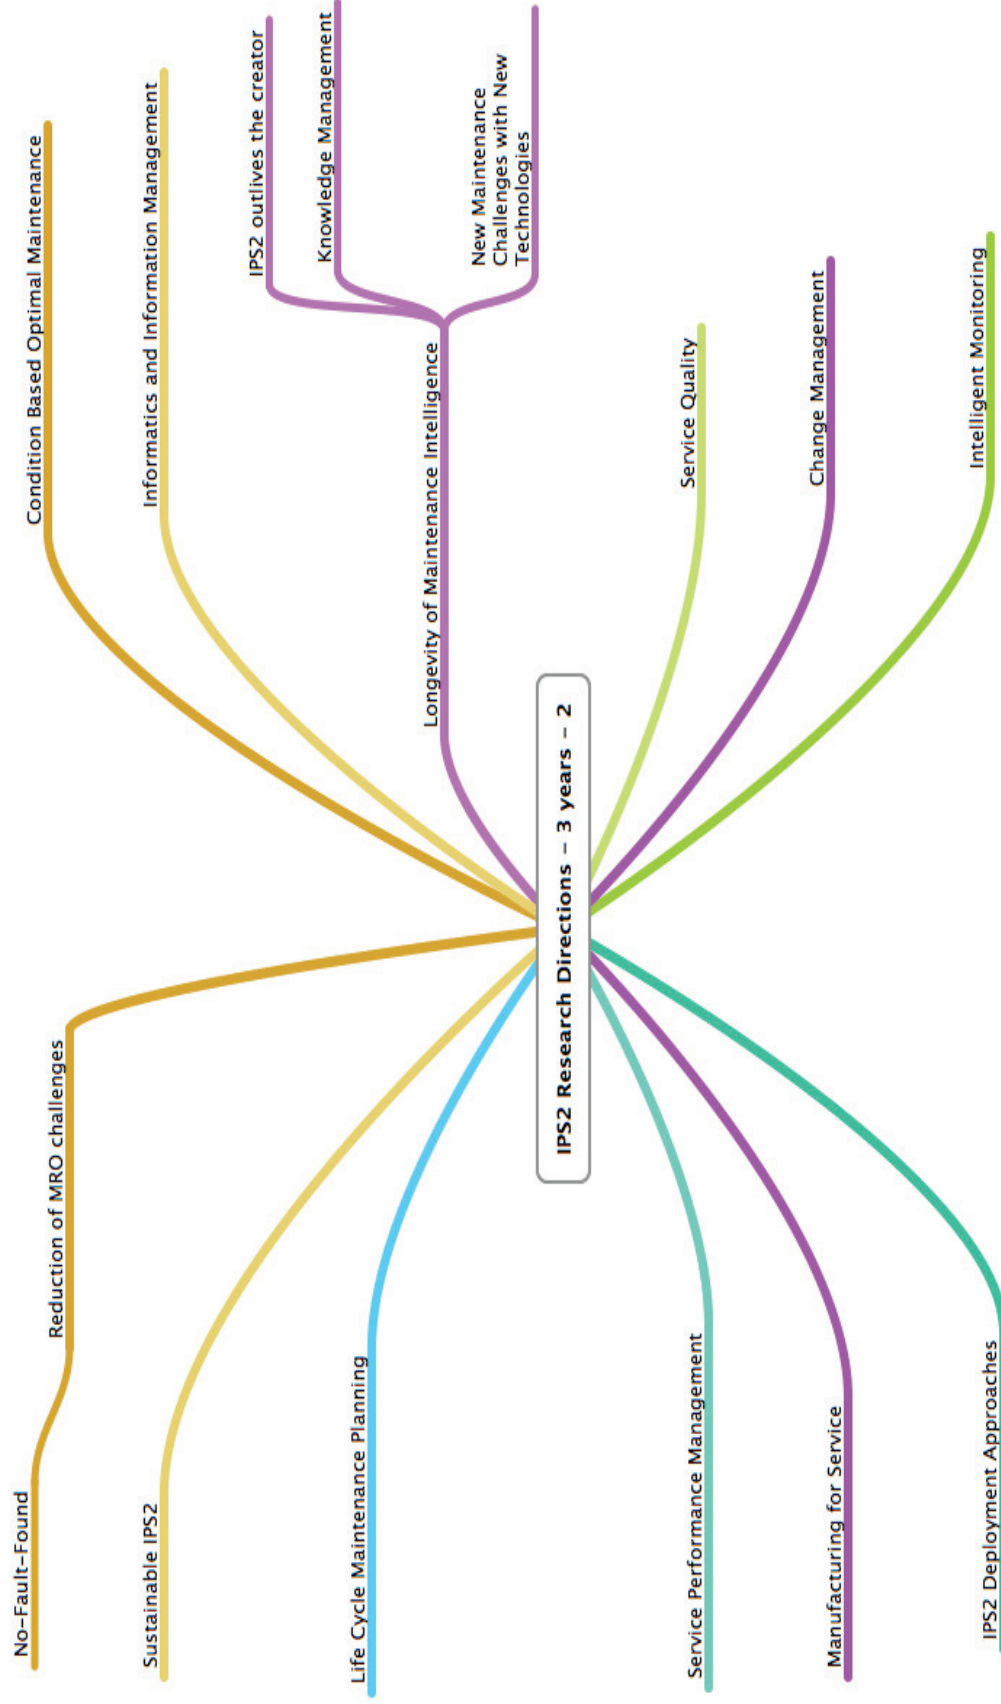 Condition Based Optimal Maintenance
Informatics and Information Management
IPS2 outlives the creator
Knowledge Management
New Maintenance
Challenges with New
Technologies
Longevity of Maintenance Intelligence
Service Quality
Change Management
Intelligent Monitoring
IPS2 Research Directions – 3 years – 2
Reduction of MRO challenges
No–Fault–Found
Sustainable IPS2
Life Cycle Maintenance Planning
Service Performance Management
Manufacturing for Service
IPS2 Deployment Approaches